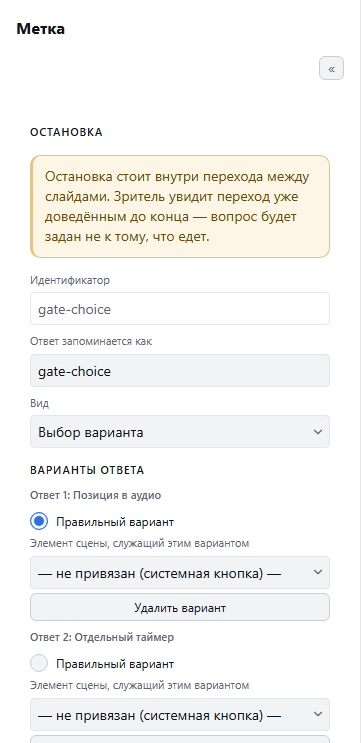 Метка
«
ОСТАНОВКА
Остановка стоит внутри перехода между
слайдами. Зритель увидит переход уже
доведённым до конца — вопрос будет
задан не к тому, что едет.
Идентификатор
gate-choice
Ответ запоминается как
gate-choice
Вид
Выбор варианта
ВАРИАНТЫ ОТВЕТА
Ответ 1: Позиция в аудио
Правильный вариант
Элемент сцены, служащий этим вариантом
— не привязан (системная кнопка) —
Удалить вариант
Ответ 2: Отдельный таймер
Правильный вариант
Элемент сцены, служащий этим вариантом
— не привязан (системная кнопка) —